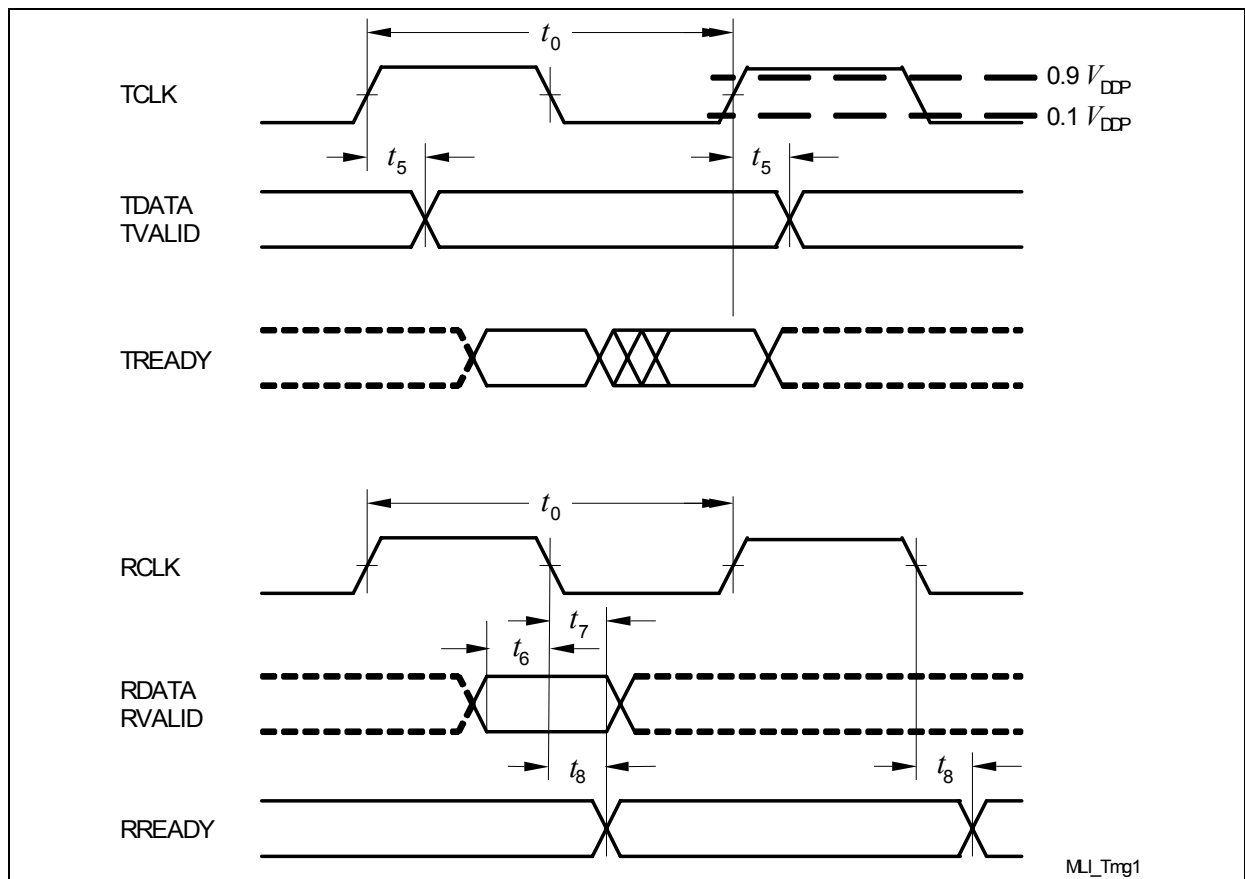 t0
TCLK
0.9 VDDP
0.1 VDDP
t5
t5
TDATA
TVALID
TREADY
t0
RCLK
t7
t6
RDATA
RVALID
t8
t8
RREADY
MLI_Tmg1